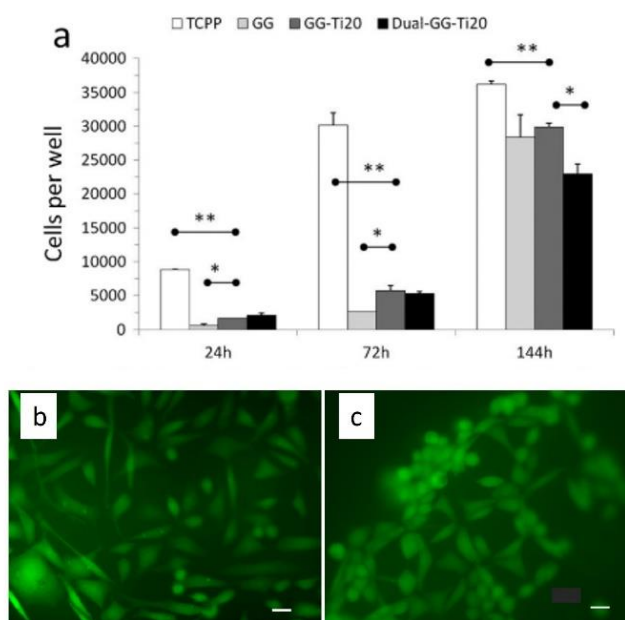 a
TCPP GG GG-Ti20 Dual-GG-Ti20
Cells per well
40000
35000
30000
25000
20000
15000
10000
5000
0
** *
** *
** *
24h 72h 144h
b c